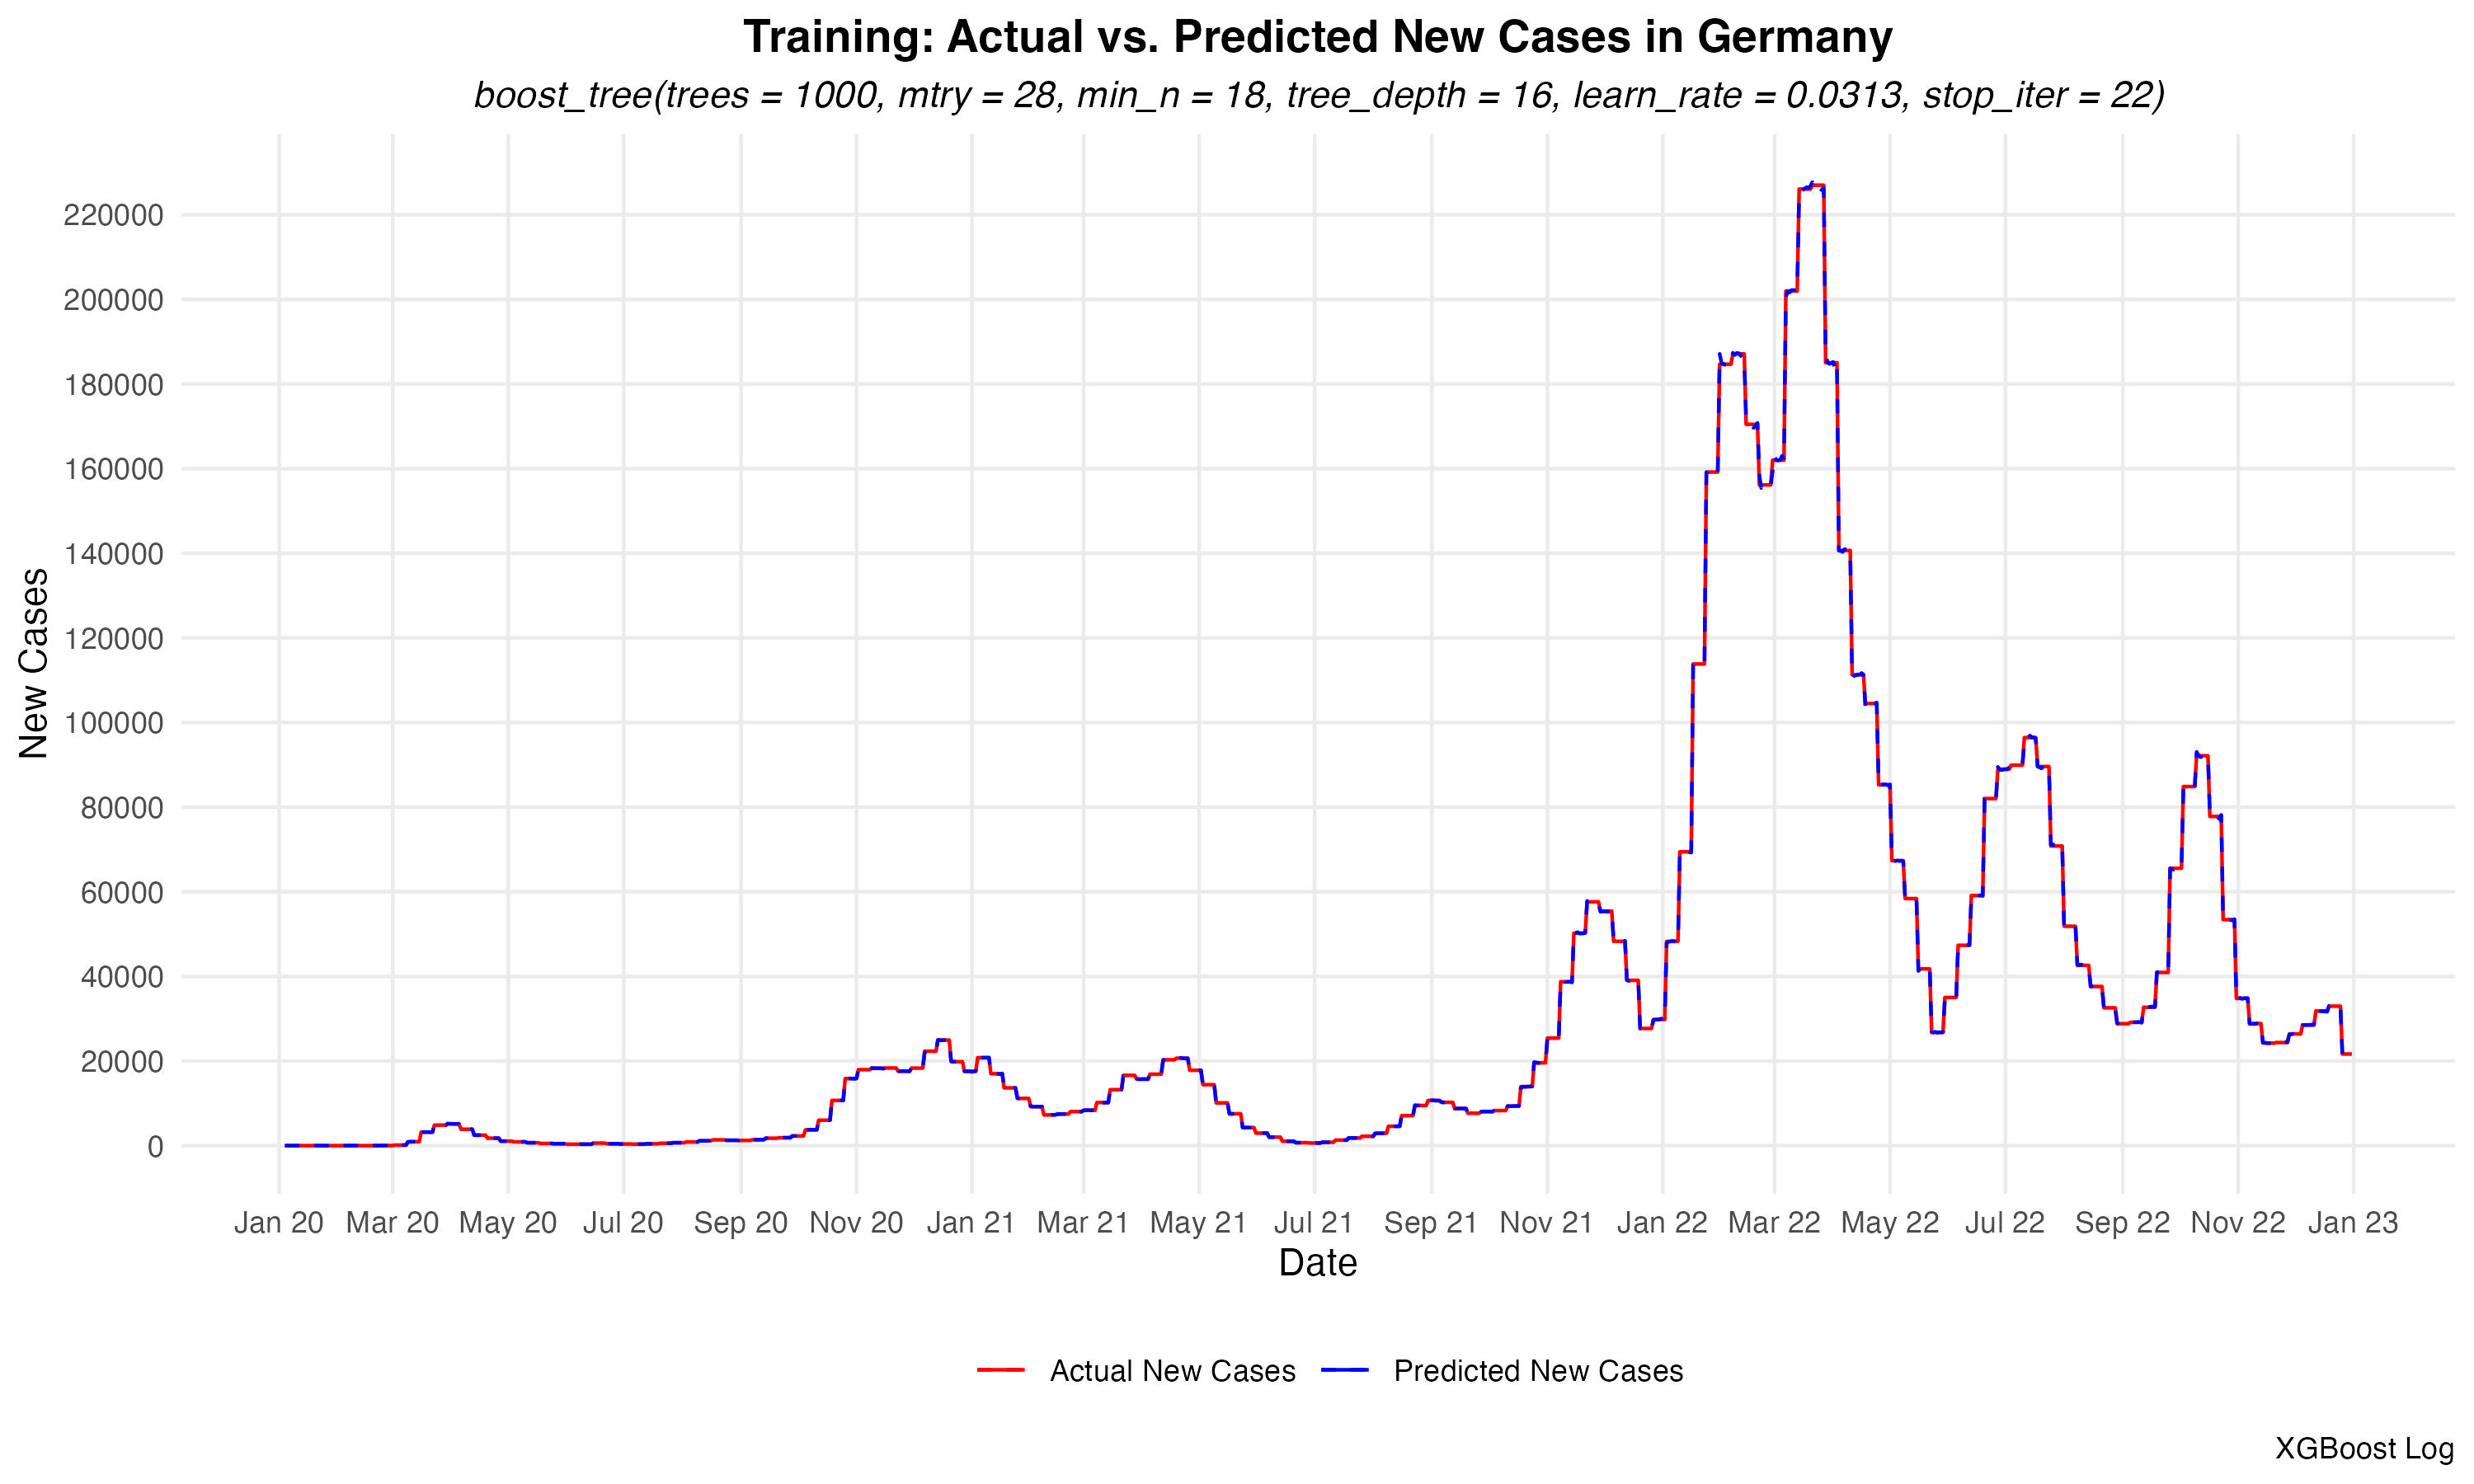 Training: Actual vs. Predicted New Cases in Germany
boost_tree(trees = 1000, mtry = 28, min_n = 18, tree_depth = 16, learn_rate = 0.0313, stop_iter = 22)
New Cases
220000
200000
180000
160000
140000
120000
100000
80000
60000
40000
20000
0
Jan 20 Mar 20 May 20 Jul 20 Sep 20 Nov 20 Jan 21 Mar 21 May 21 Jul 21 Sep 21 Nov 21 Jan 22 Mar 22 May 22 Jul 22 Sep 22 Nov 22 Jan 23
Date
Actual New Cases Predicted New Cases
XGBoost Log